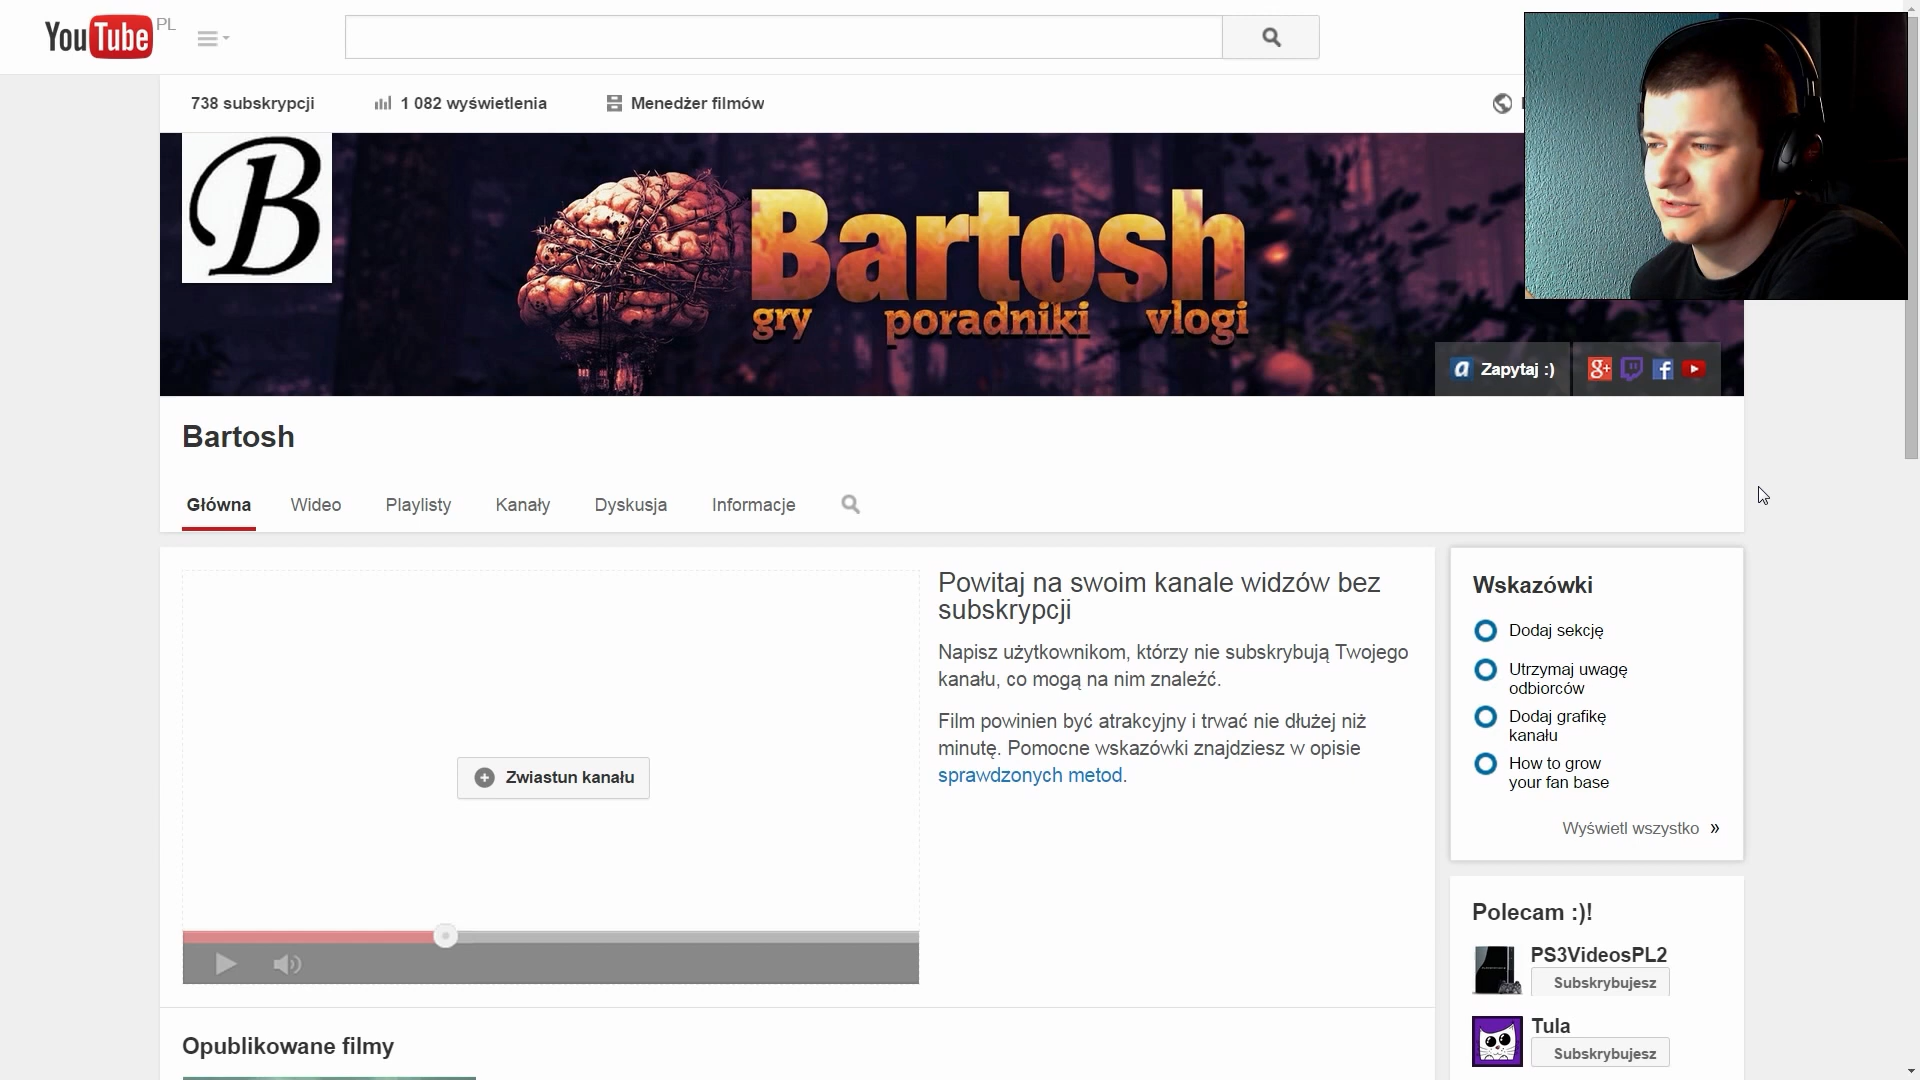 YouTube PL
738 subskrypcji
1 082 wyświetlenia
Menedżer filmów
B
Bartosh
gry poradniki vlogi
a Zapytaj :)
g+
f
Bartosh
Główna
Wideo
Playlisty
Kanały
Dyskusja
Informacje
Zwiastun kanału
Powitaj na swoim kanale widzów bez
subskrypcji
Napisz użytkownikom, którzy nie subskrybują Twojego
kanału, co mogą na nim znaleźć.
Film powinien być atrakcyjny i trwać nie dłużej niż
minutę. Pomocne wskazówki znajdziesz w opisie
sprawdzonych metod.
Wskazówki
Dodaj sekcję
Utrzymaj uwagę
odbiorców
Dodaj grafikę
kanału
How to grow
your fan base
Wyświetl wszystko »
Polecam :)!
PS3VideosPL2
Subskrybujesz
Tula
Subskrybujesz
Opublikowane filmy